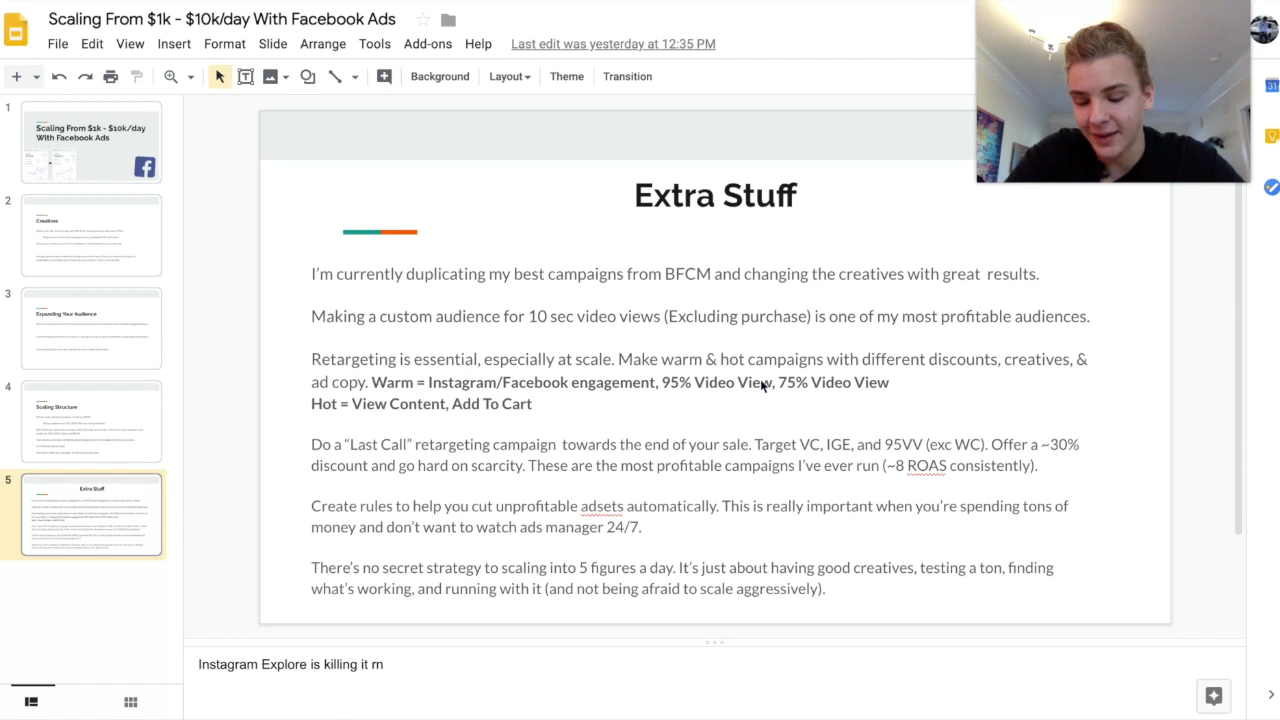 Scaling From $1k - $10k/day With Facebook Ads
File Edit View Insert Format Slide Arrange Tools Add-ons Help Last edit was yesterday at 12:35 PM
Background Layout Theme Transition
31
1
Scaling From $1k - $10k/day
With Facebook Ads
2
Creatives
3
Expanding Your Audience
4
Scaling Structure
5
Extra Stuff
Extra Stuff
I'm currently duplicating my best campaigns from BFCM and changing the creatives with great results.
Making a custom audience for 10 sec video views (Excluding purchase) is one of my most profitable audiences.
Retargeting is essential, especially at scale. Make warm & hot campaigns with different discounts, creatives, &
ad copy. Warm = Instagram/Facebook engagement, 95% Video View, 75% Video View
Hot = View Content, Add To Cart
Do a “Last Call” retargeting campaign towards the end of your sale. Target VC, IGE, and 95VV (exc WC). Offer a ~30%
discount and go hard on scarcity. These are the most profitable campaigns I've ever run (~8 ROAS consistently).
Create rules to help you cut unprofitable adsets automatically. This is really important when you're spending tons of
money and don't want to watch ads manager 24/7.
There's no secret strategy to scaling into 5 figures a day. It's just about having good creatives, testing a ton, finding
what's working, and running with it (and not being afraid to scale aggressively).
Instagram Explore is killing it rn